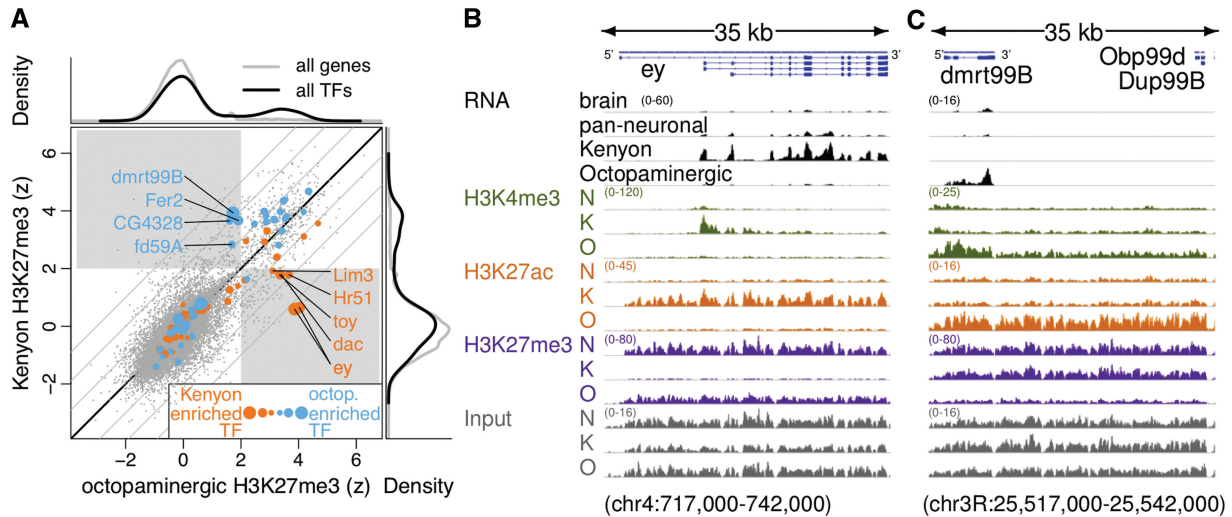 A
Density
all genes
all TFs
Kenyon H3K27me3 (z)
6
4
2
0
−2
dmrt99B
Fer2
CG4328
fd59A
Lim3
Hr51
toy
dac
ey
Kenyon octop.
enriched enriched
TF TF
−2 0 2 4 6
octopaminergic H3K27me3 (z) Density
B
35 kb
5' 3'
ey
RNA
brain (0-60)
pan-neuronal
Kenyon
Octopaminergic
H3K4me3 N (0-120)
K
O
H3K27ac N (0-45)
K
O
H3K27me3 N (0-80)
K
O
Input N (0-16)
K
O
(chr4:717,000-742,000)
C
35 kb
5' 3'
dmrt99B
Obp99d
Dup99B
(0-16)
(0-25)
(0-16)
(0-80)
(0-16)
(chr3R:25,517,000-25,542,000)